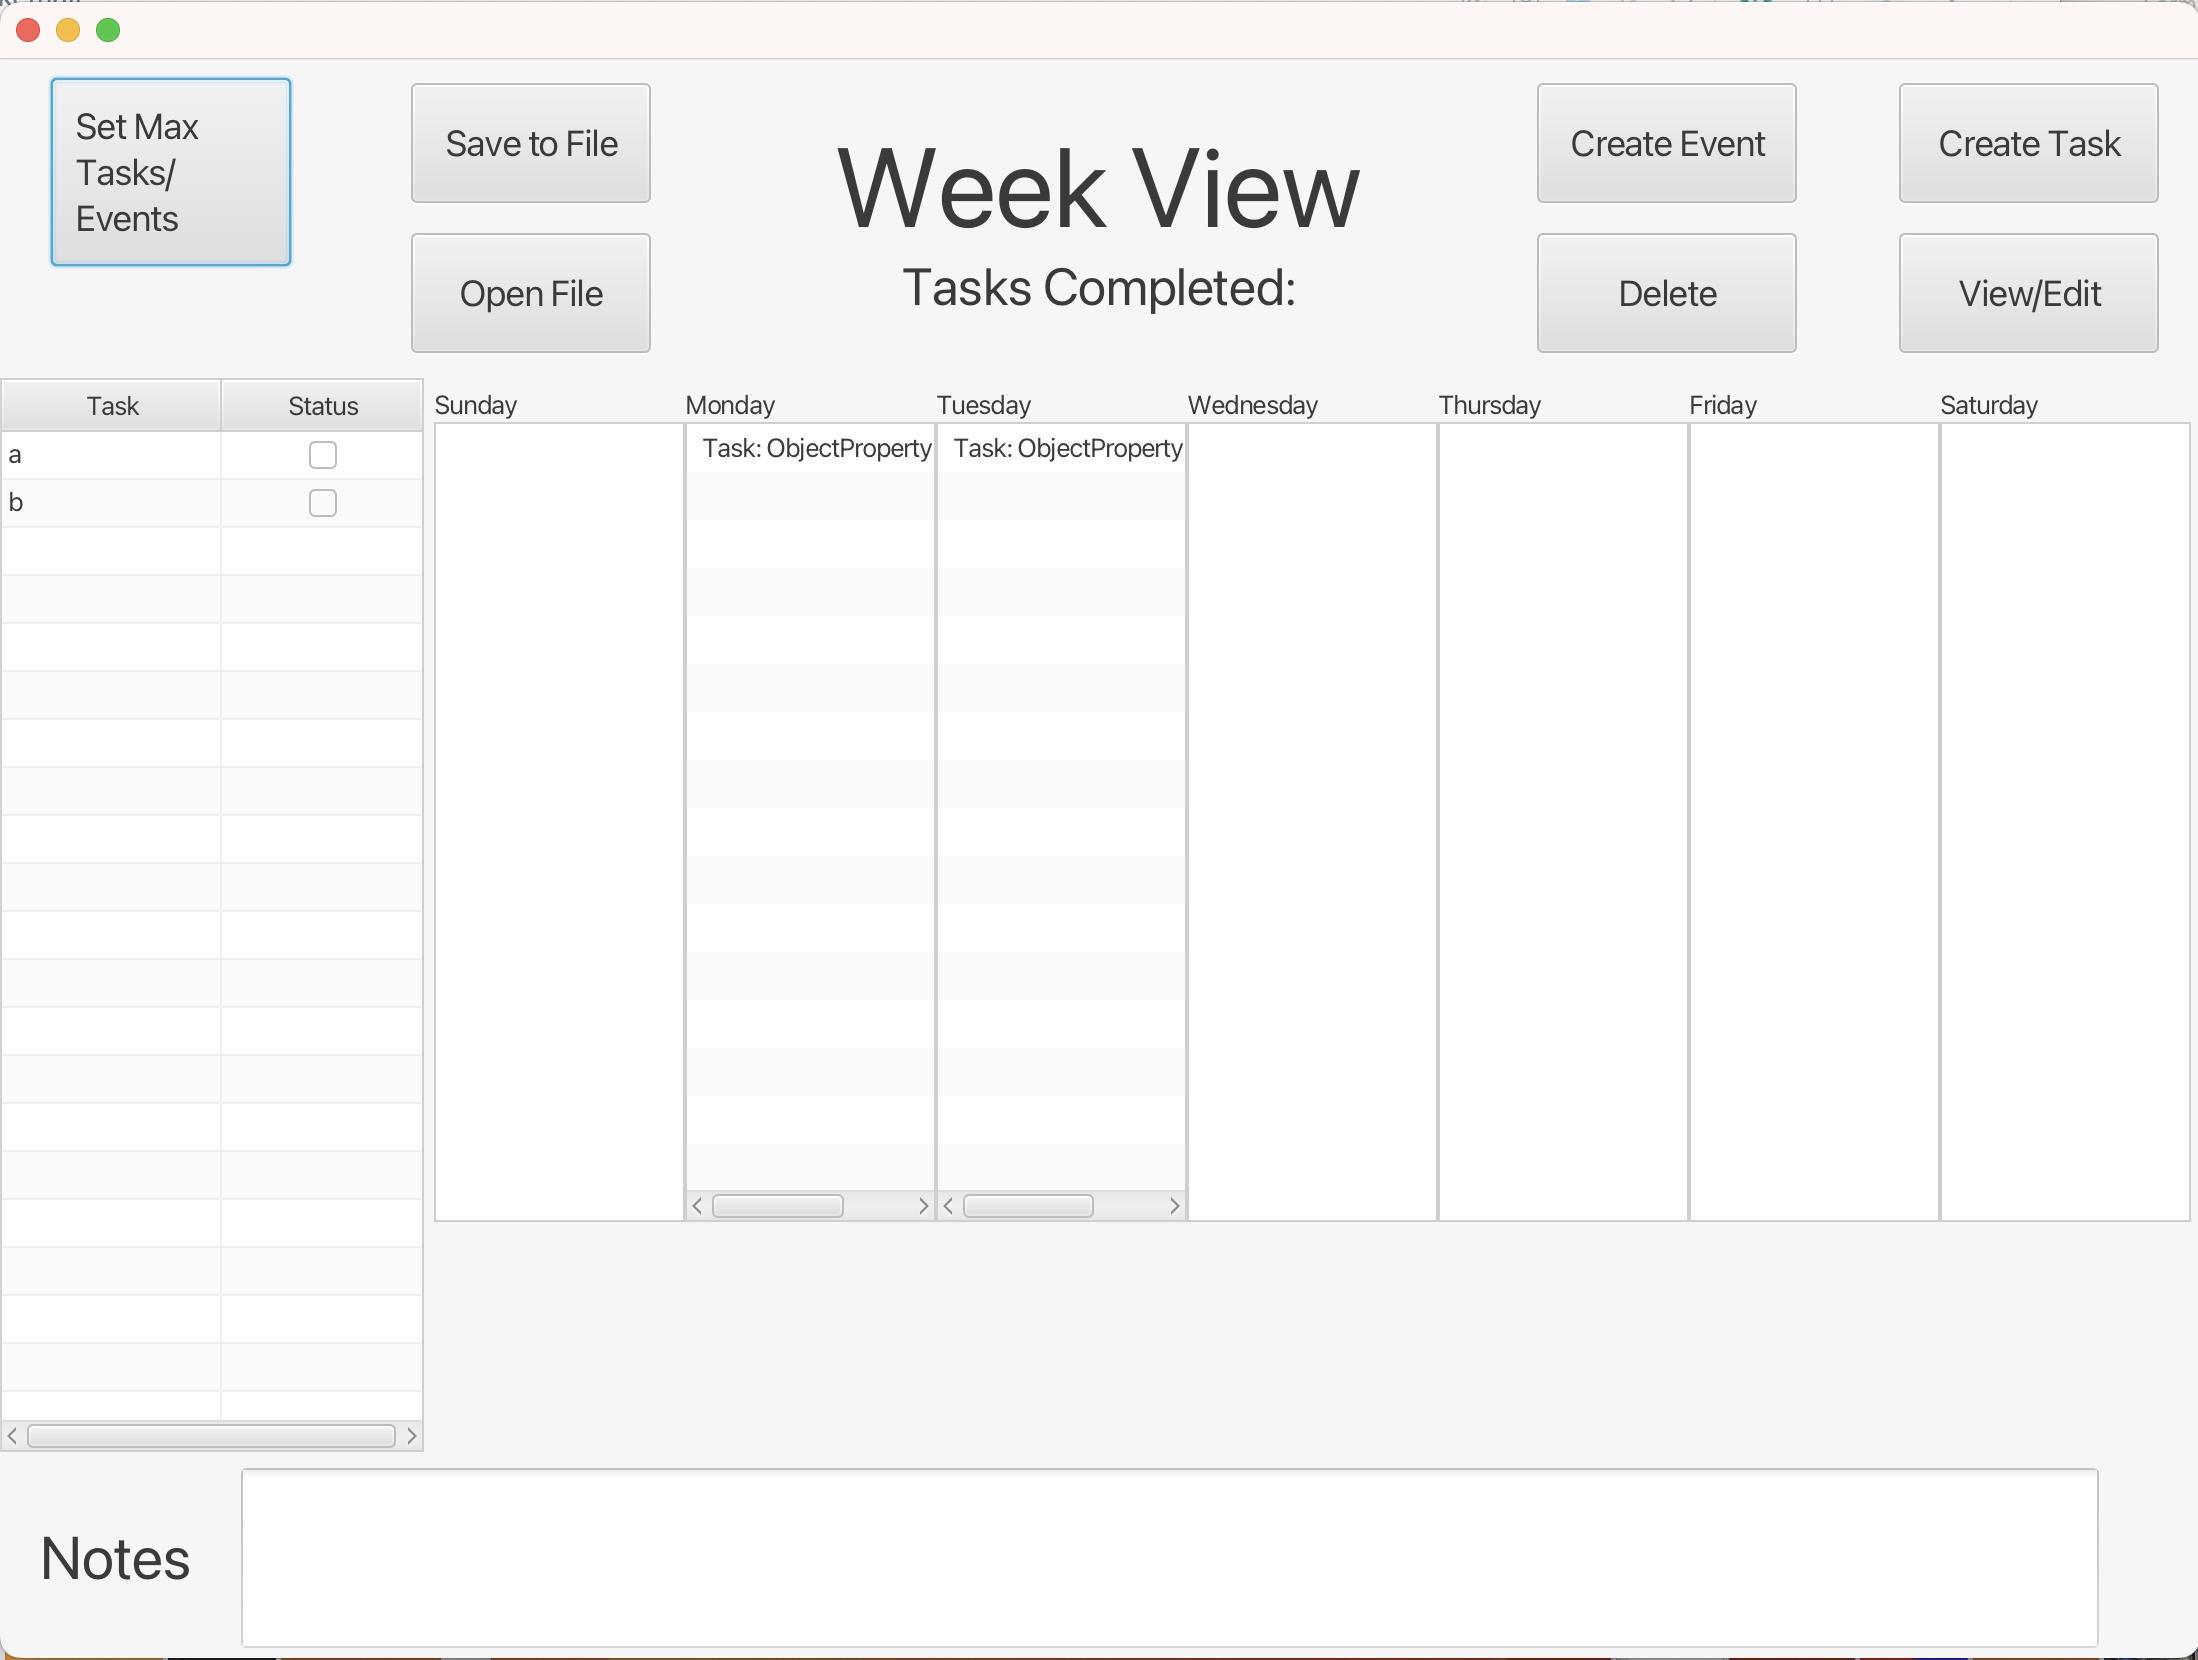 Set Max
Tasks/
Events
Save to File
Open File
Week View
Tasks Completed:
Create Event
Create Task
Delete
View/Edit
Task Status
a
b
Sunday Monday Tuesday Wednesday Thursday Friday Saturday
Task: ObjectProperty Task: ObjectProperty
Notes